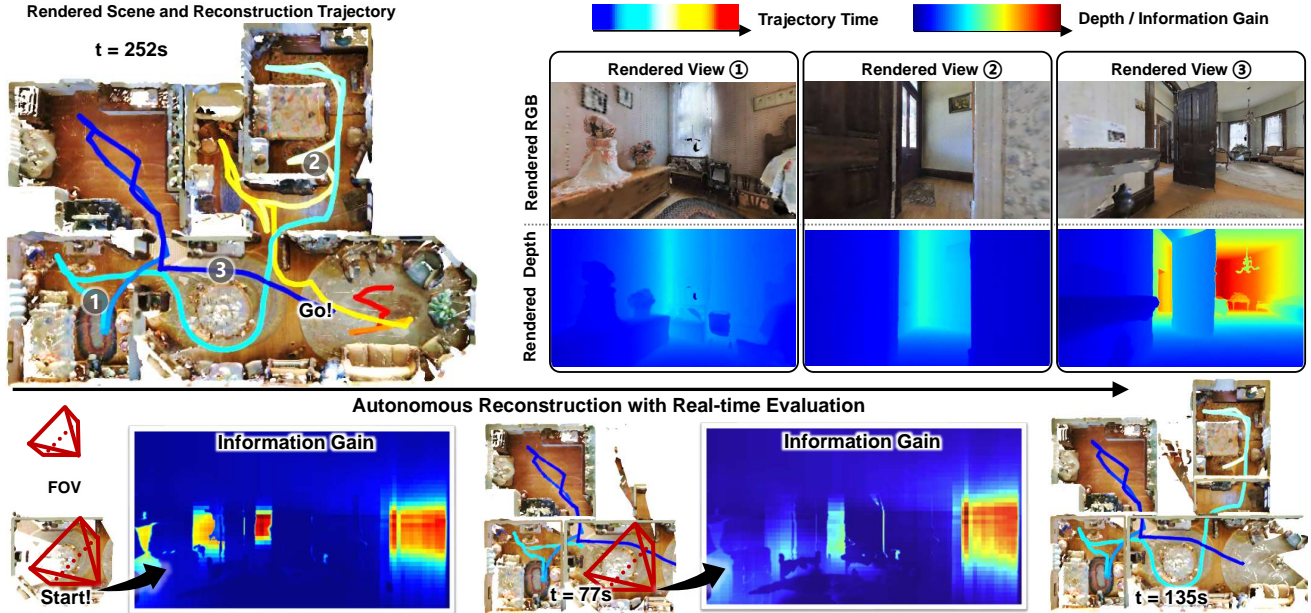 Rendered Scene and Reconstruction Trajectory
t = 252s
②
①
③
Go!
Trajectory Time
Depth / Information Gain
Rendered View ①
Rendered View ②
Rendered View ③
Rendered RGB
Rendered Depth
Autonomous Reconstruction with Real-time Evaluation
FOV
Start!
Information Gain
t = 77s
Information Gain
t = 135s